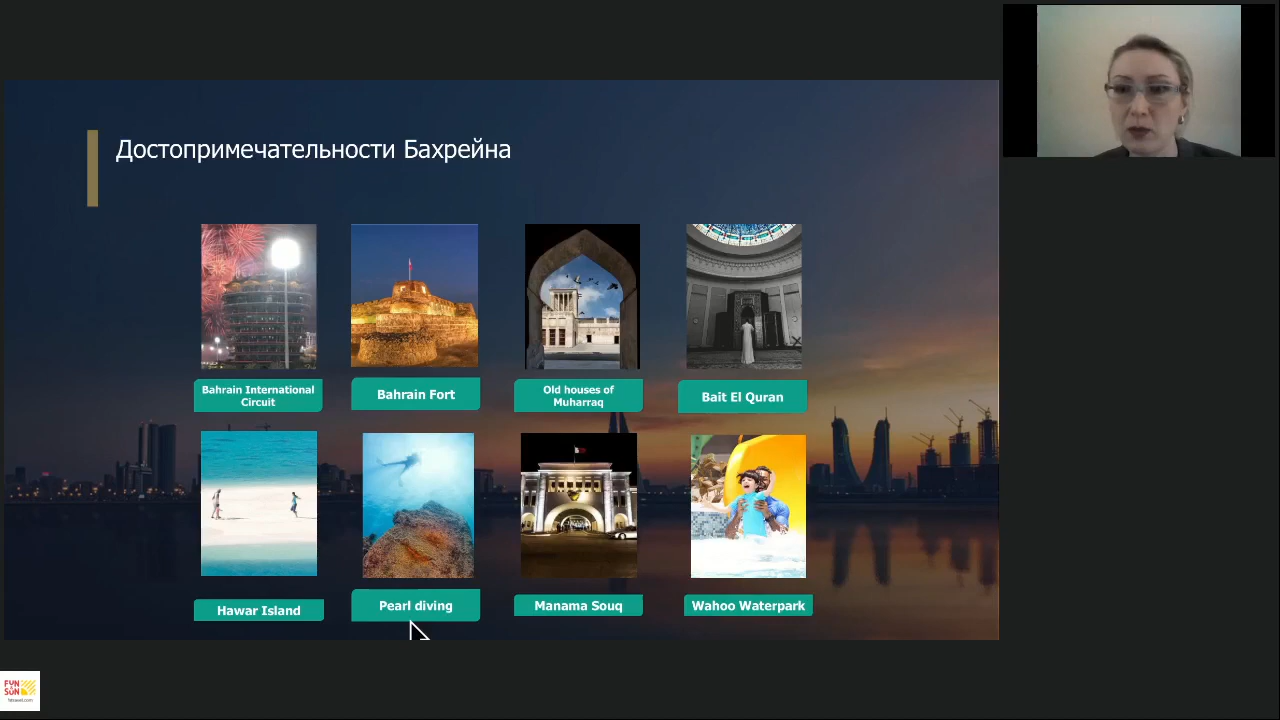 Достопримечательности Бахрейна
Bahrain International
Circuit
Bahrain Fort
Old houses of
Muharraq
Bait El Quran
Hawar Island
Pearl diving
Manama Souq
Wahoo Waterpark
FUN
SUN